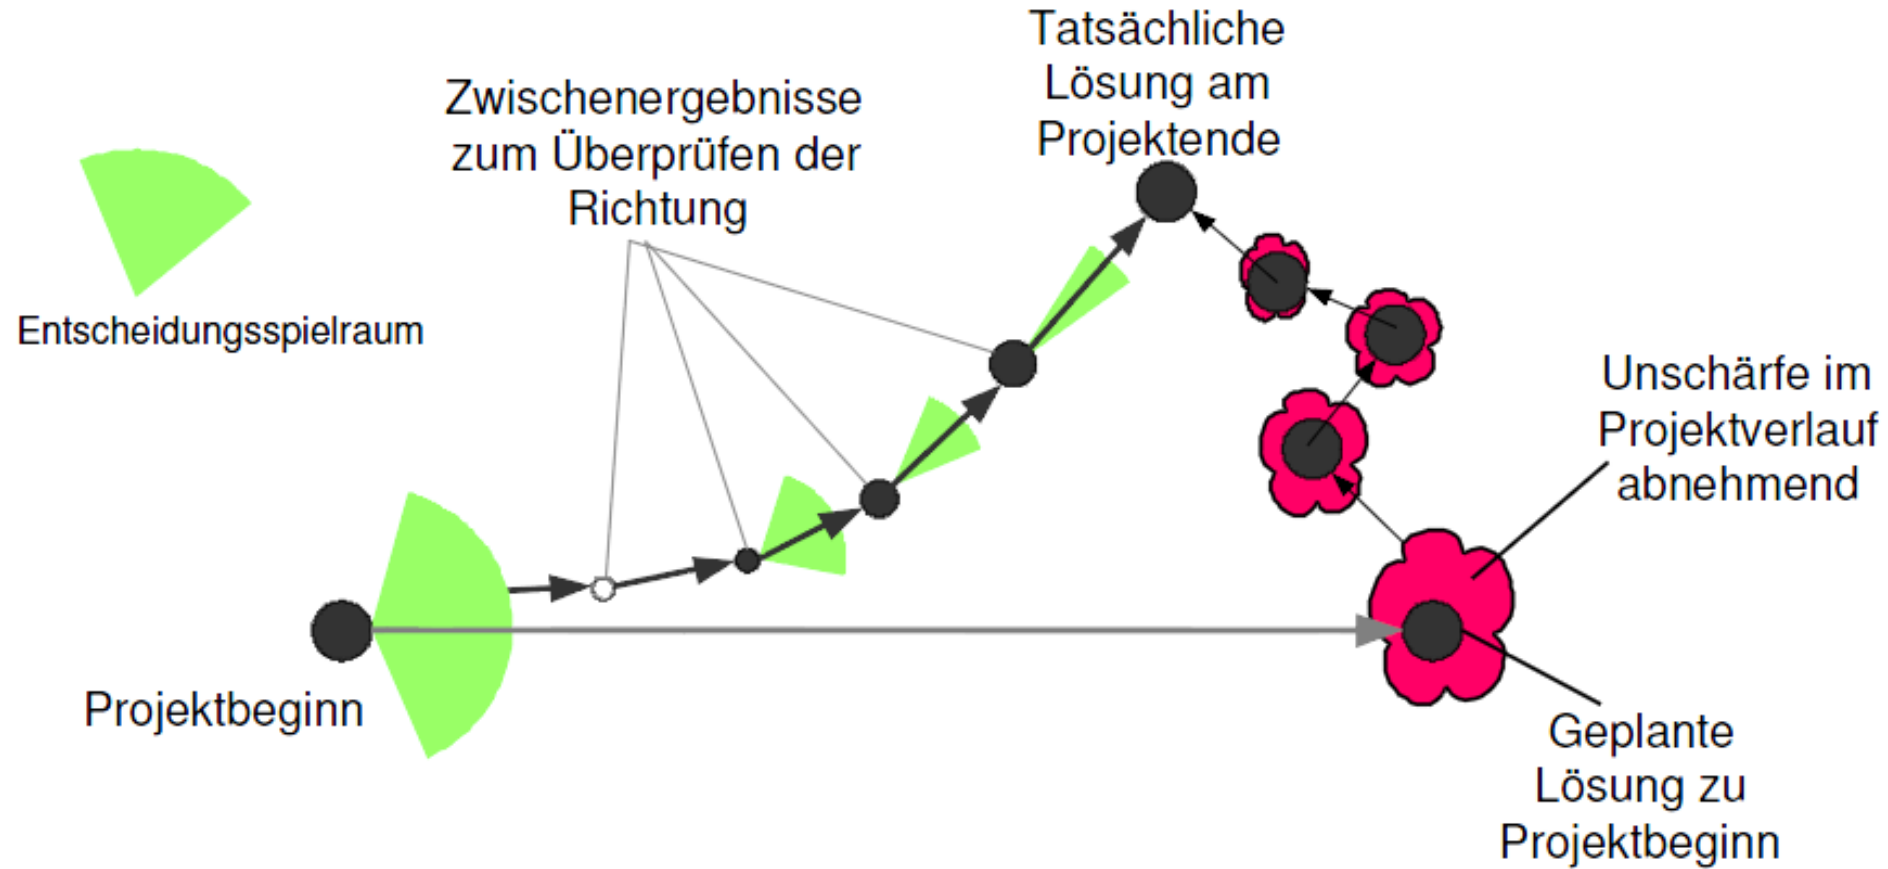 Tatsächliche
Lösung am
Projektende
Zwischenergebnisse
zum Überprüfen der
Richtung
Entscheidungsspielraum
Unschärfe im
Projektverlauf
abnehmend
Projektbeginn
Geplante
Lösung zu
Projektbeginn